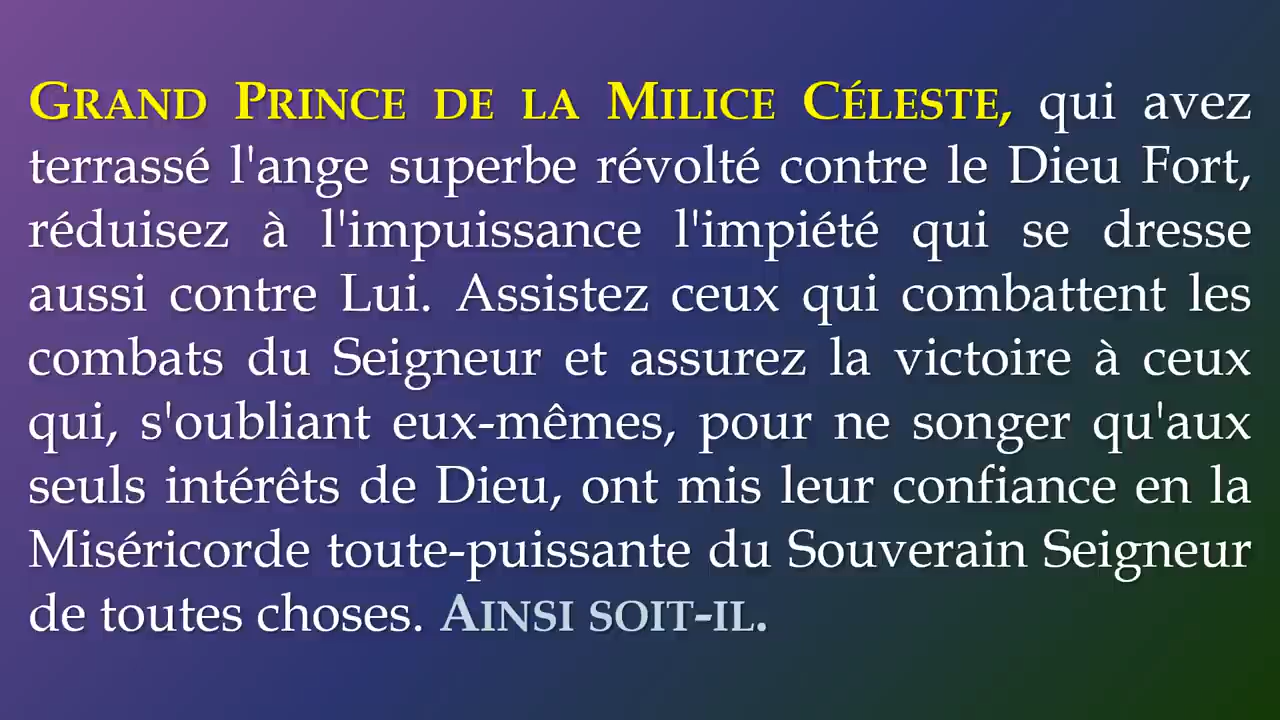 GRAND PRINCE DE LA MILICE CÉLESTE, qui avez
terrassé l'ange superbe révolté contre le Dieu Fort,
réduisez à l'impuissance l'impiété qui se dresse
aussi contre Lui. Assistez ceux qui combattent les
combats du Seigneur et assurez la victoire à ceux
qui, s'oubliant eux-mêmes, pour ne songer qu'aux
seuls intérêts de Dieu, ont mis leur confiance en la
Miséricorde toute-puissante du Souverain Seigneur
de toutes choses. AINSI SOIT-IL.